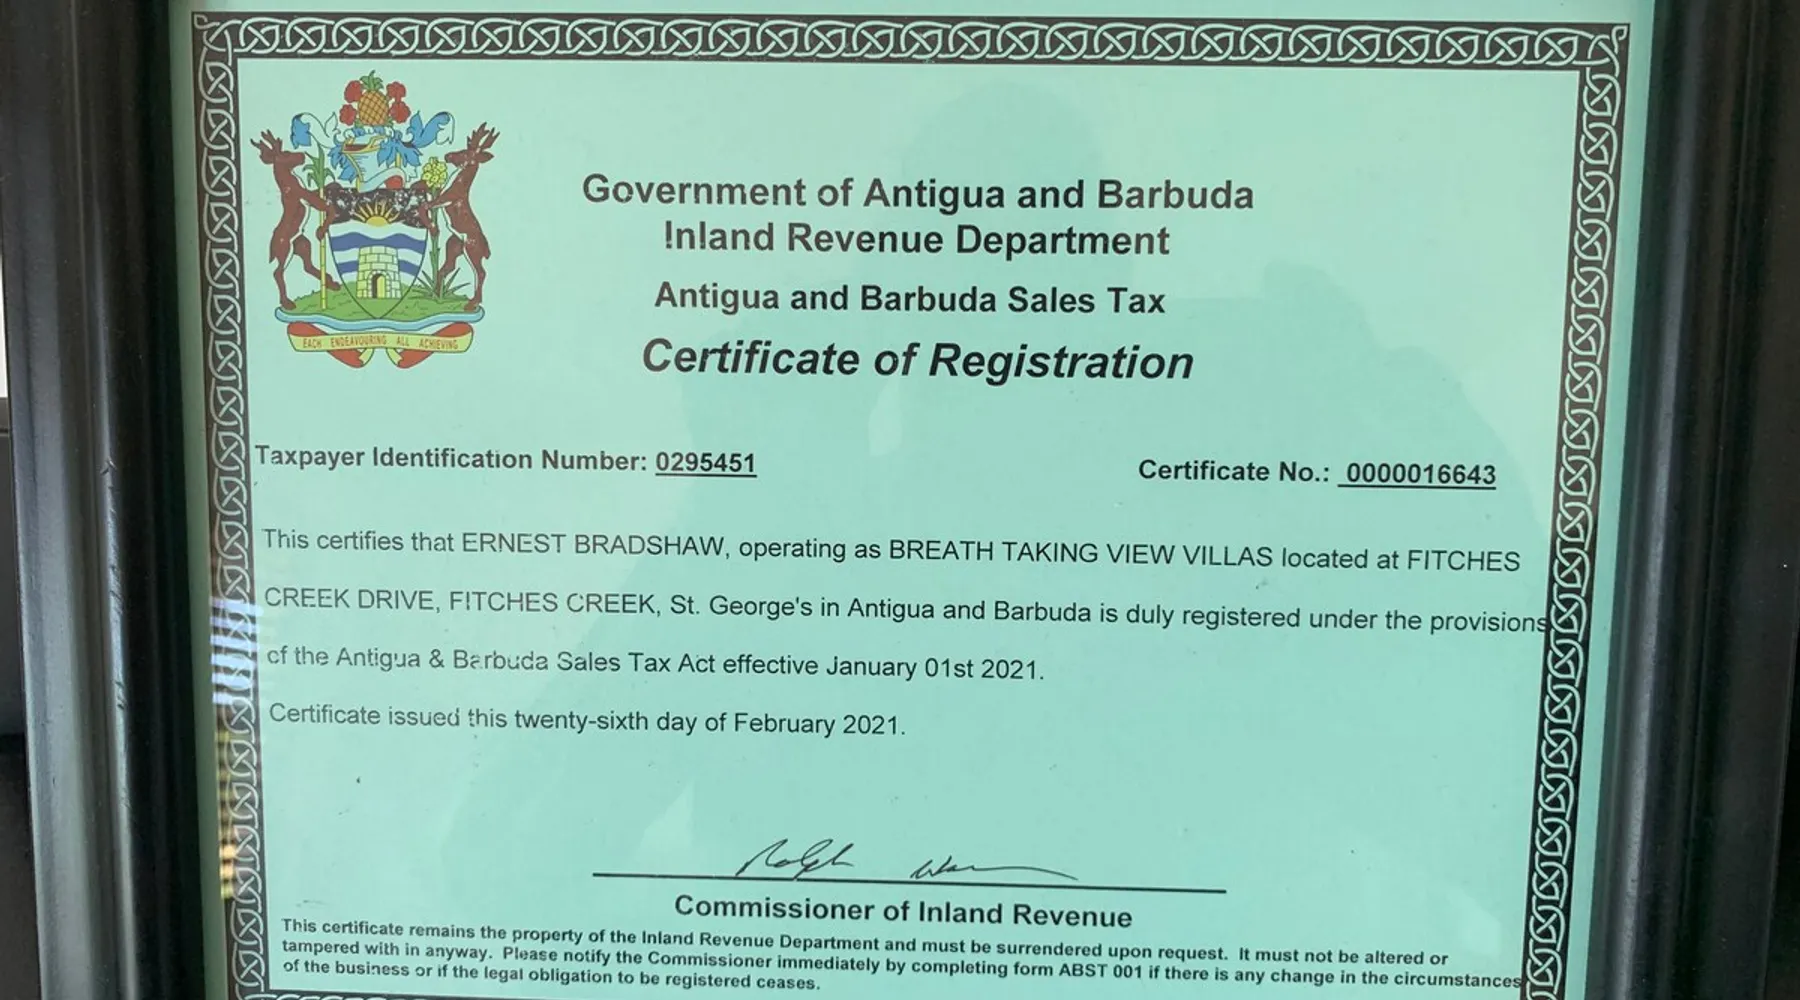 EACH ENDEAVOURING ALL ACHIEVING
Government of Antigua and Barbuda
Inland Revenue Department
Antigua and Barbuda Sales Tax
Certificate of Registration
Taxpayer Identification Number: 0295451
Certificate No.: 0000016643
This certifies that ERNEST BRADSHAW, operating as BREATH TAKING VIEW VILLAS located at FITCHES
CREEK DRIVE, FITCHES CREEK, St. George's in Antigua and Barbuda is duly registered under the provisions
of the Antigua & Barbuda Sales Tax Act effective January 01st 2021.
Certificate issued this twenty-sixth day of February 2021.
Ralph
Commissioner of Inland Revenue
This certificate remains the property of the Inland Revenue Department and must be surrendered upon request. It must not be altered or
tampered with in anyway. Please notify the Commissioner immediately by completing form ABST 001 if there is any change in the circumstances
of the business or if the legal obligation to be registered ceases.